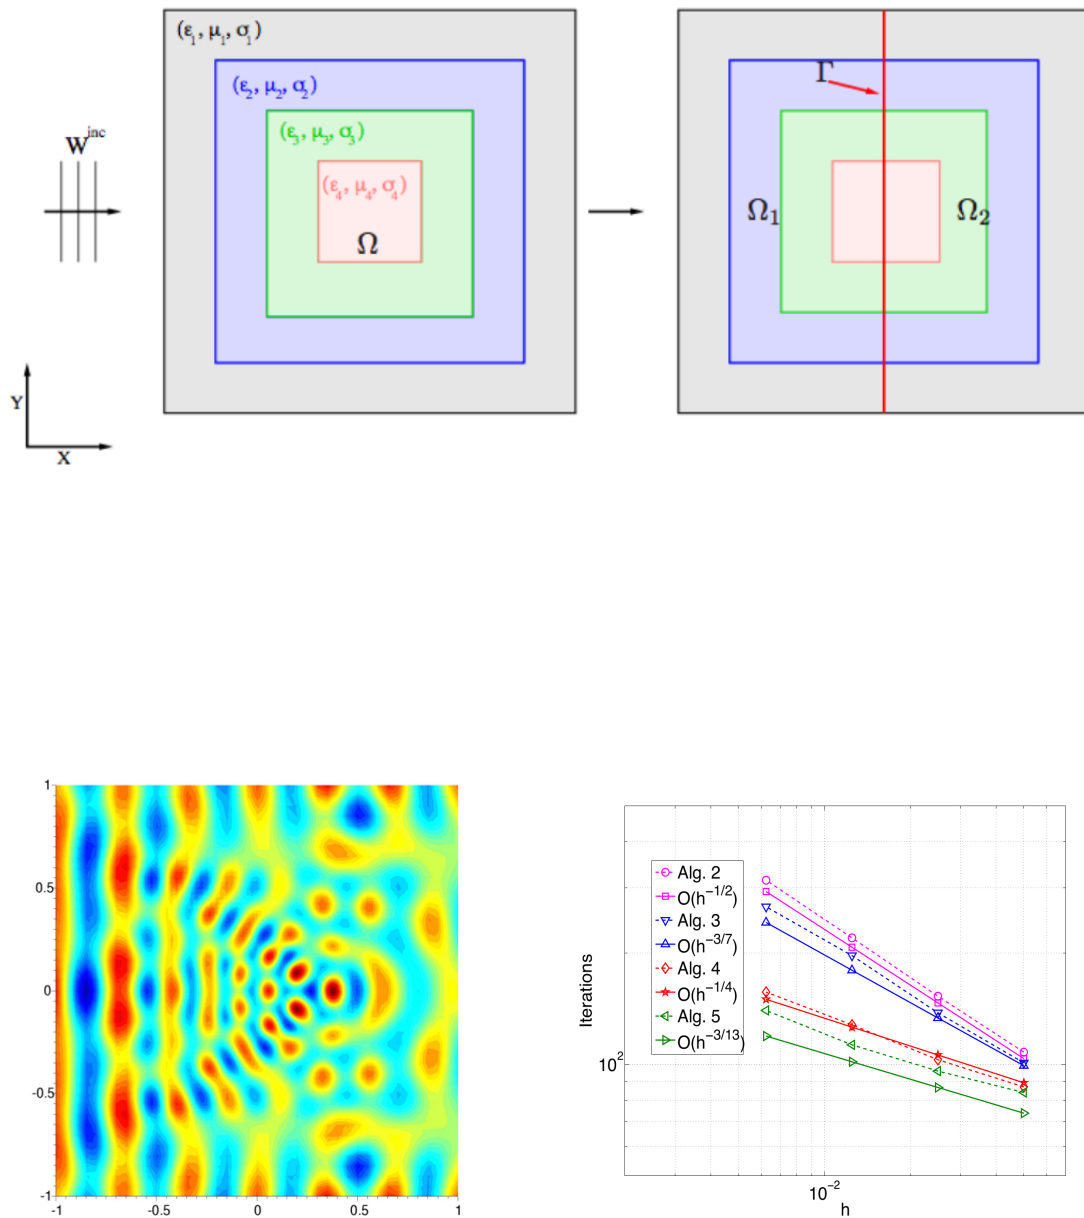 (ε₁, μ₁, σ₁)
(ε₂, μ₂, σ₂)
(ε₃, μ₃, σ₃)
(ε₄, μ₄, σ₄)
Ω
W^inc
Y
X
Γ
Ω₁
Ω₂
1
0.5
0
-0.5
-1
-1
-0.5
0
0.5
1
Iterations
10²
Alg. 2
O(h^-1/2)
Alg. 3
O(h^-3/7)
Alg. 4
O(h^-1/4)
Alg. 5
O(h^-3/13)
10^-2
h